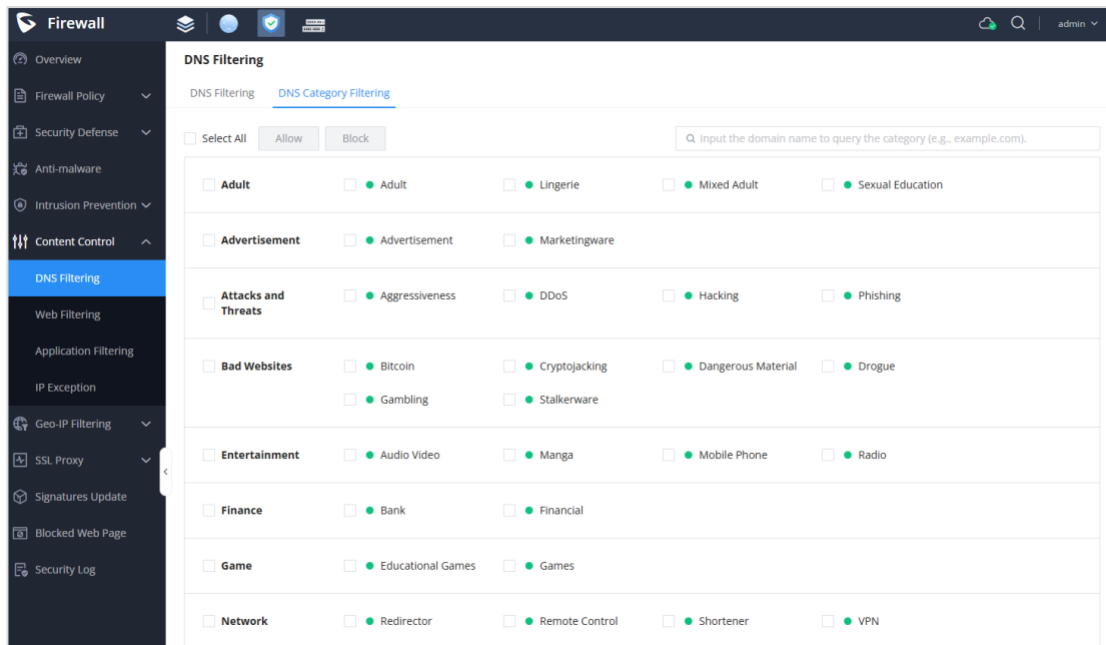 Firewall
admin
Overview
Firewall Policy
Security Defense
Anti-malware
Intrusion Prevention
Content Control
DNS Filtering
Web Filtering
Application Filtering
IP Exception
Geo-IP Filtering
SSL Proxy
Signatures Update
Blocked Web Page
Security Log
DNS Filtering
DNS Filtering DNS Category Filtering
Select All Allow Block Input the domain name to query the category (e.g., example.com).
Adult Adult Lingerie Mixed Adult Sexual Education
Advertisement Advertisement Marketingware
Attacks and Threats Aggressiveness DDoS Hacking Phishing
Bad Websites Bitcoin Cryptojacking Dangerous Material Drogue
Gambling Stalkerware
Entertainment Audio Video Manga Mobile Phone Radio
Finance Bank Financial
Game Educational Games Games
Network Redirector Remote Control Shortener VPN